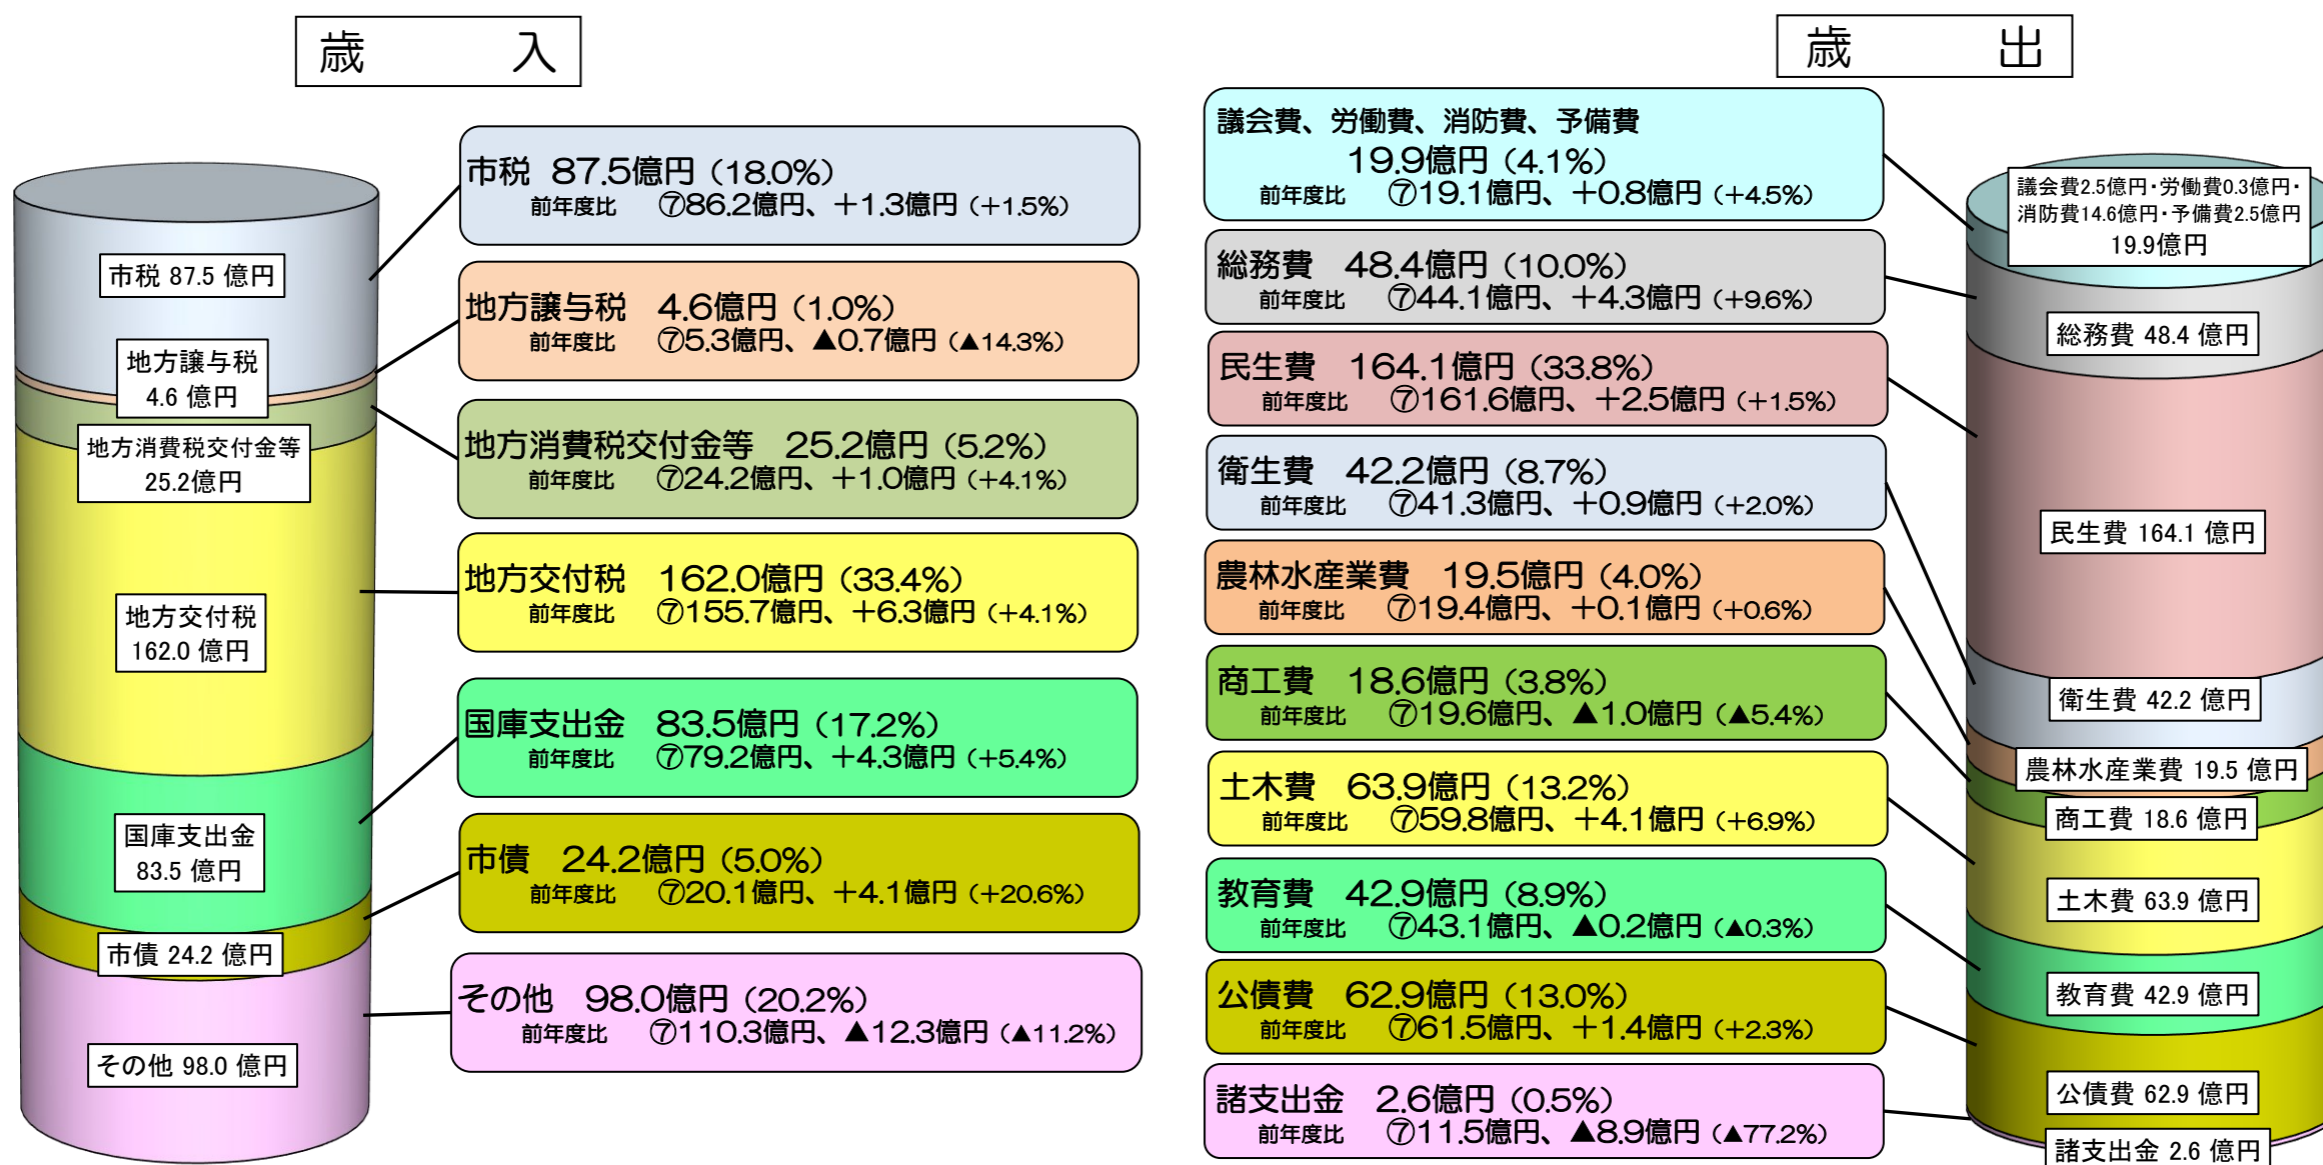 歳　入
市税 87.5 億円
地方譲与税
4.6 億円
地方消費税交付金等
25.2億円
地方交付税
162.0 億円
国庫支出金
83.5 億円
市債 24.2 億円
その他 98.0 億円
市税 87.5億円（18.0%）
前年度比 ⑦86.2億円、＋1.3億円（＋1.5%）
地方譲与税 4.6億円（1.0%）
前年度比 ⑦5.3億円、▲0.7億円（▲14.3%）
地方消費税交付金等 25.2億円（5.2%）
前年度比 ⑦24.2億円、＋1.0億円（＋4.1%）
地方交付税 162.0億円（33.4%）
前年度比 ⑦155.7億円、＋6.3億円（＋4.1%）
国庫支出金 83.5億円（17.2%）
前年度比 ⑦79.2億円、＋4.3億円（＋5.4%）
市債 24.2億円（5.0%）
前年度比 ⑦20.1億円、＋4.1億円（＋20.6%）
その他 98.0億円（20.2%）
前年度比 ⑦110.3億円、▲12.3億円（▲11.2%）
歳　出
議会費、労働費、消防費、予備費
19.9億円（4.1%）
前年度比 ⑦19.1億円、＋0.8億円（＋4.5%）
総務費 48.4億円（10.0%）
前年度比 ⑦44.1億円、＋4.3億円（＋9.6%）
民生費 164.1億円（33.8%）
前年度比 ⑦161.6億円、＋2.5億円（＋1.5%）
衛生費 42.2億円（8.7%）
前年度比 ⑦41.3億円、＋0.9億円（＋2.0%）
農林水産業費 19.5億円（4.0%）
前年度比 ⑦19.4億円、＋0.1億円（＋0.6%）
商工費 18.6億円（3.8%）
前年度比 ⑦19.6億円、▲1.0億円（▲5.4%）
土木費 63.9億円（13.2%）
前年度比 ⑦59.8億円、＋4.1億円（＋6.9%）
教育費 42.9億円（8.9%）
前年度比 ⑦43.1億円、▲0.2億円（▲0.3%）
公債費 62.9億円（13.0%）
前年度比 ⑦61.5億円、＋1.4億円（＋2.3%）
諸支出金 2.6億円（0.5%）
前年度比 ⑦11.5億円、▲8.9億円（▲77.2%）
議会費2.5億円・労働費0.3億円・
消防費14.6億円・予備費2.5億円
19.9億円
総務費 48.4 億円
民生費 164.1 億円
衛生費 42.2 億円
農林水産業費 19.5 億円
商工費 18.6 億円
土木費 63.9 億円
教育費 42.9 億円
公債費 62.9 億円
諸支出金 2.6 億円